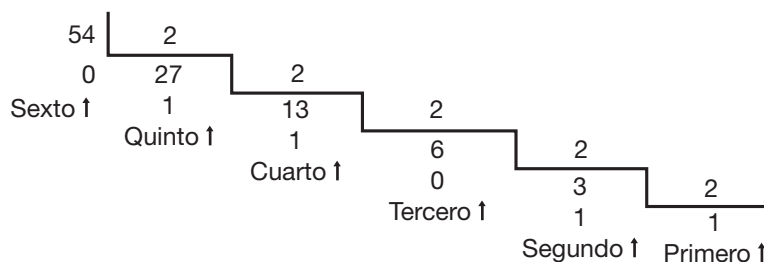 54 2
0 27 2
Sexto ↑ 1 13 2
Quinto ↑ 1 6 2
Cuarto ↑ 0 3 2
Tercero ↑ 1 1
Segundo ↑ Primero ↑